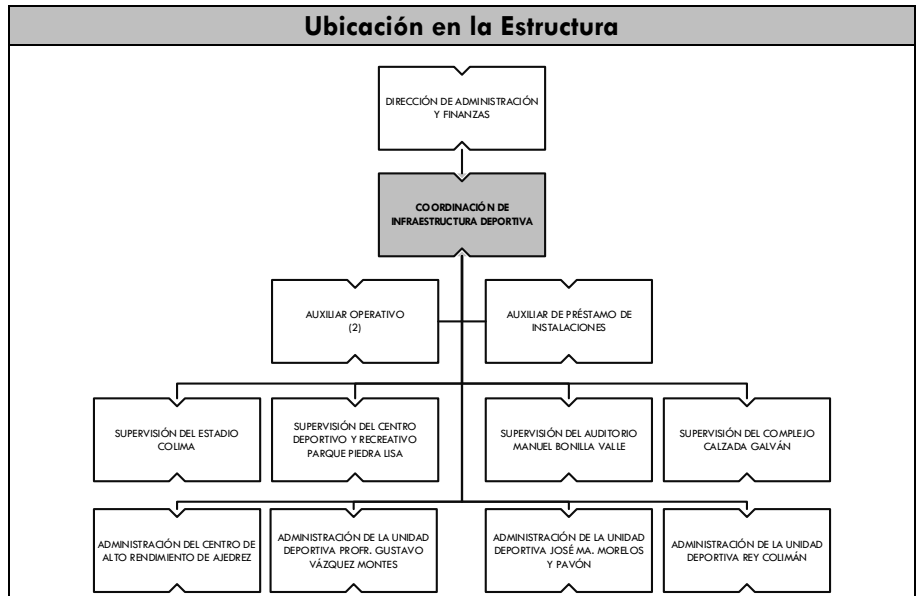 Ubicación en la Estructura
DIRECCIÓN DE ADMINISTRACIÓN
Y FINANZAS
COORDINACIÓN DE
INFRAESTRUCTURA DEPORTIVA
AUXILIAR OPERATIVO
(2)
AUXILIAR DE PRÉSTAMO DE
INSTALACIONES
SUPERVISIÓN DEL ESTADIO
COLIMA
SUPERVISIÓN DEL CENTRO
DEPORTIVO Y RECREATIVO
PARQUE PIEDRA LISA
SUPERVISIÓN DEL AUDITORIO
MANUEL BONILLA VALLE
SUPERVISIÓN DEL COMPLEJO
CALZADA GALVÁN
ADMINISTRACIÓN DEL CENTRO DE
ALTO RENDIMIENTO DE AJEDREZ
ADMINISTRACIÓN DE LA UNIDAD
DEPORTIVA PROFR. GUSTAVO
VÁZQUEZ MONTES
ADMINISTRACIÓN DE LA UNIDAD
DEPORTIVA JOSÉ MA. MORELOS
Y PAVÓN
ADMINISTRACIÓN DE LA UNIDAD
DEPORTIVA REY COLIMÁN